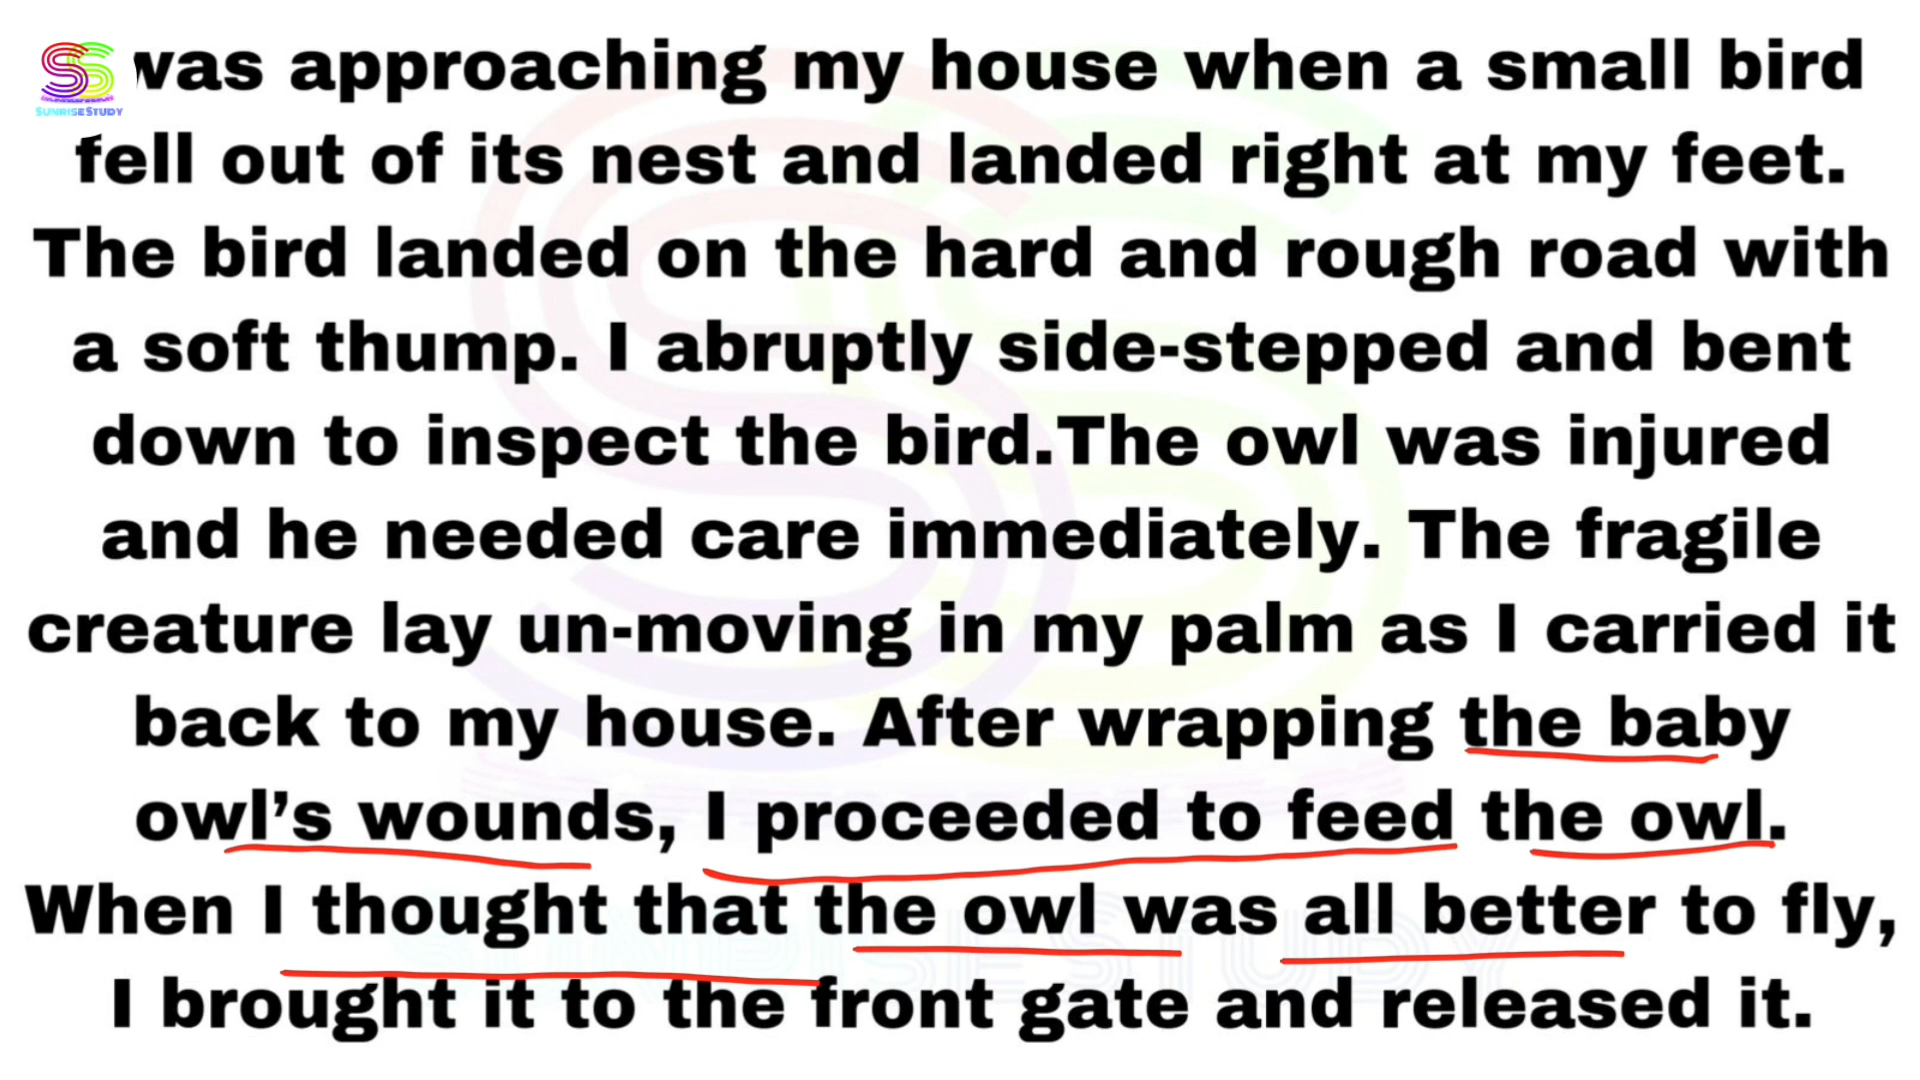 SUNRISESTUDY
was approaching my house when a small bird
fell out of its nest and landed right at my feet.
The bird landed on the hard and rough road with
a soft thump. I abruptly side-stepped and bent
down to inspect the bird.The owl was injured
and he needed care immediately. The fragile
creature lay un-moving in my palm as I carried it
back to my house. After wrapping the baby
owl’s wounds, I proceeded to feed the owl.
When I thought that the owl was all better to fly,
I brought it to the front gate and released it.